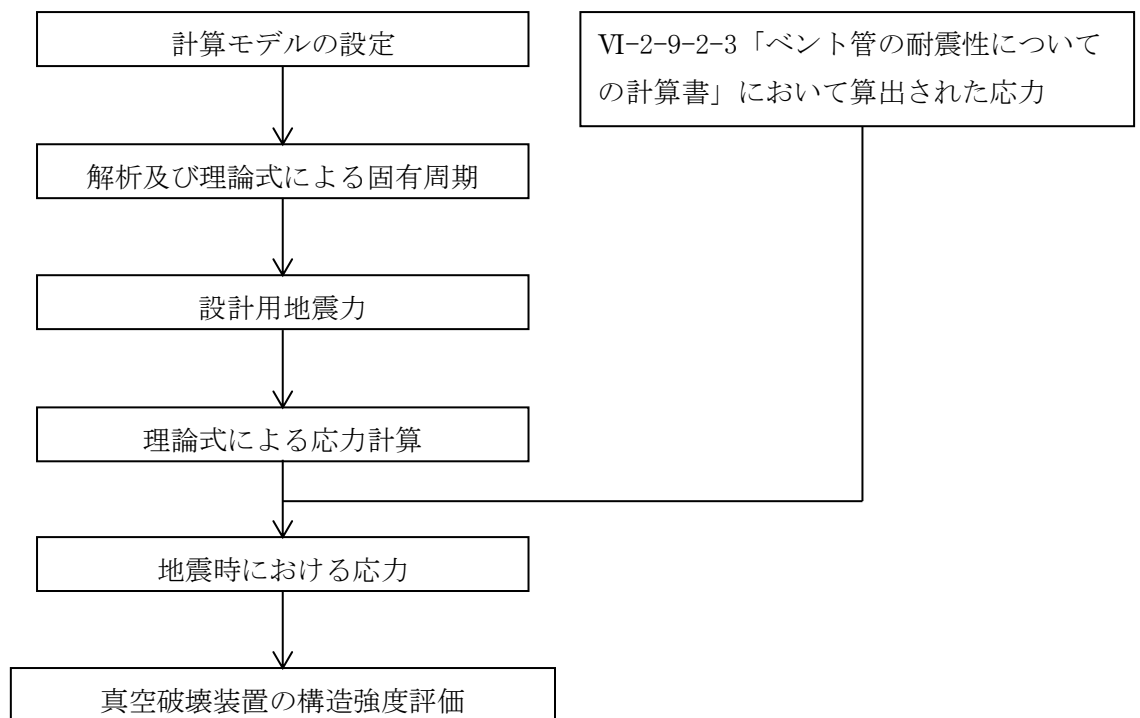 計算モデルの設定
Ⅵ-2-9-2-3「ベント管の耐震性について
の計算書」において算出された応力
解析及び理論式による固有周期
設計用地震力
理論式による応力計算
地震時における応力
真空破壊装置の構造強度評価